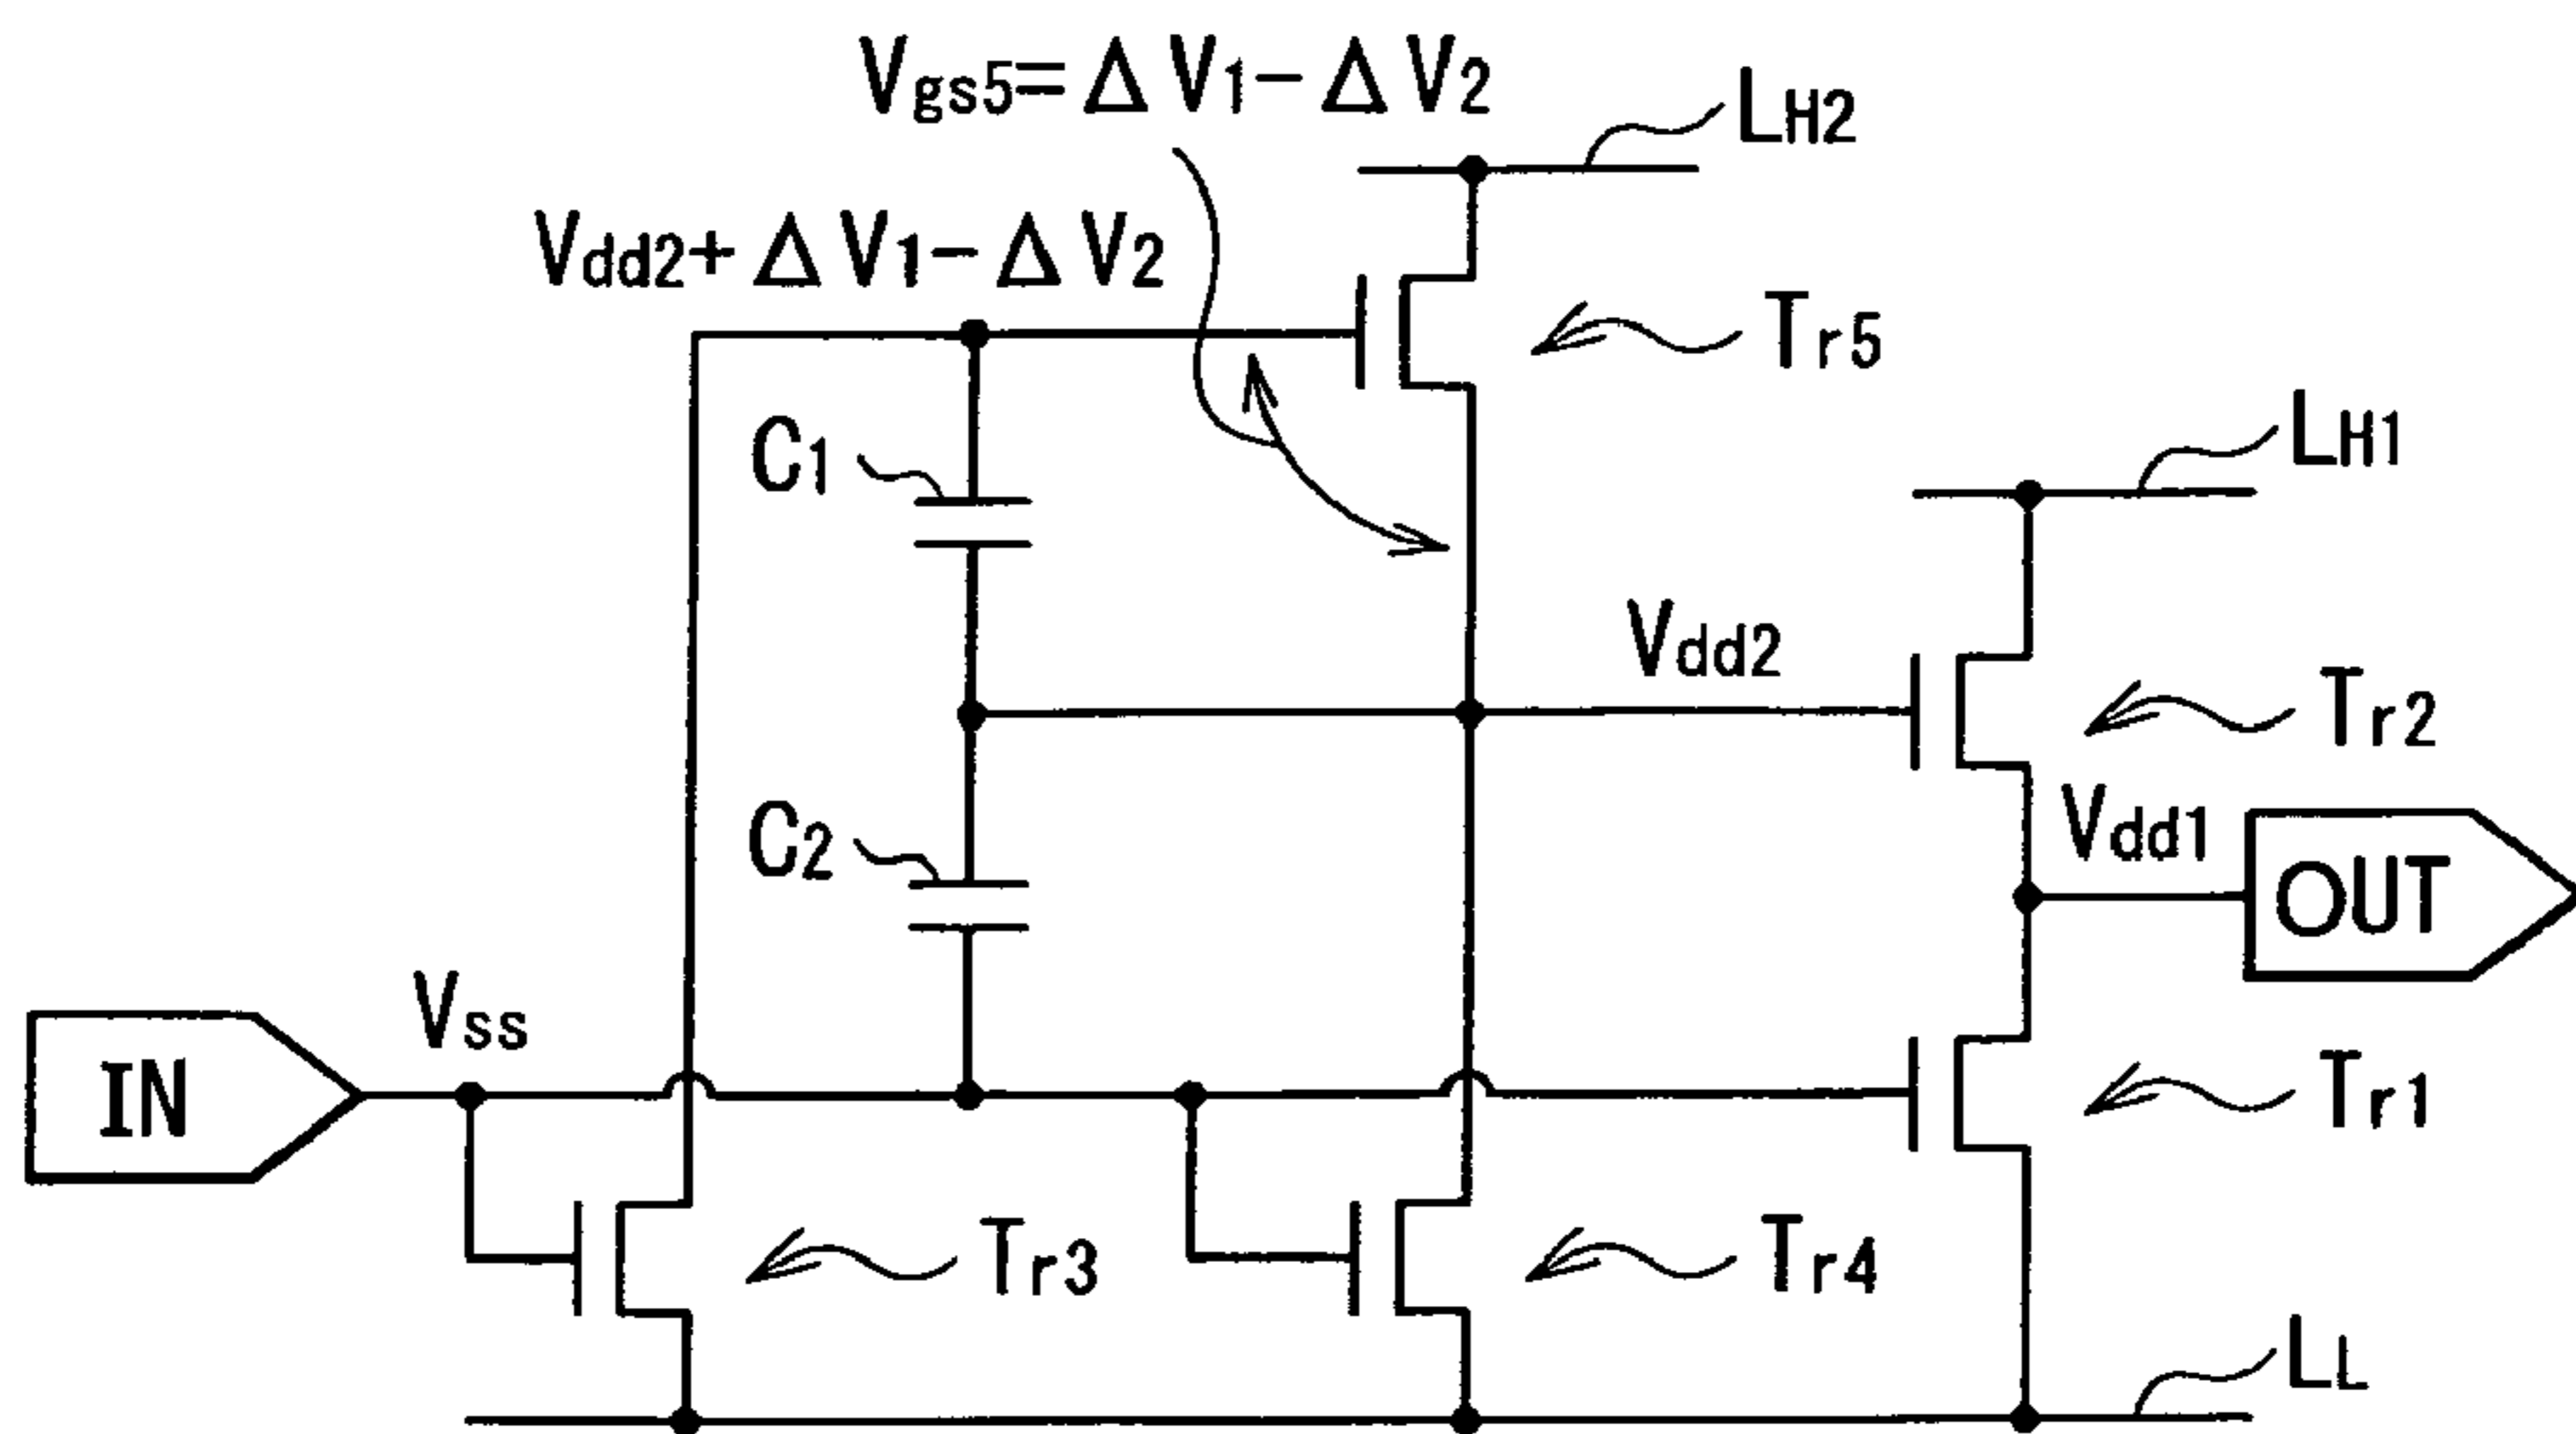 Vgs5=ΔV1-ΔV2
LH2
Vdd2+ΔV1-ΔV2
Tr5
C1
LH1
Vdd2
Tr2
C2
Vdd1
OUT
Vss
IN
Tr1
Tr3
Tr4
LL